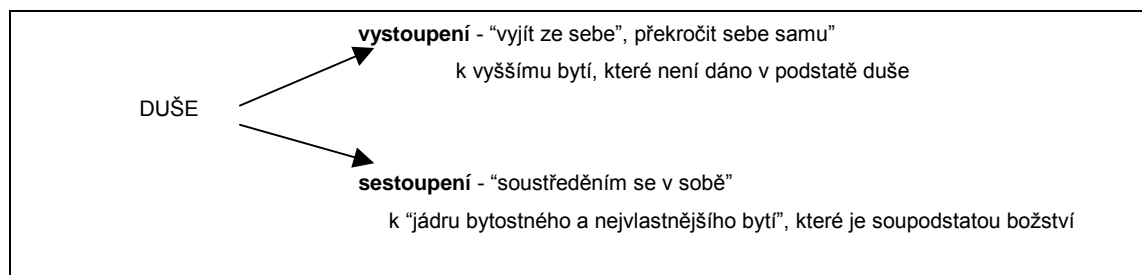 vystoupení - “vyjít ze sebe”, překročit sebe samu”
k vyššímu bytí, které není dáno v podstatě duše
DUŠE
sestoupení - “soustředěním se v sobě”
k “jádru bytostného a nejvlastnějšího bytí”, které je soupodstatou božství